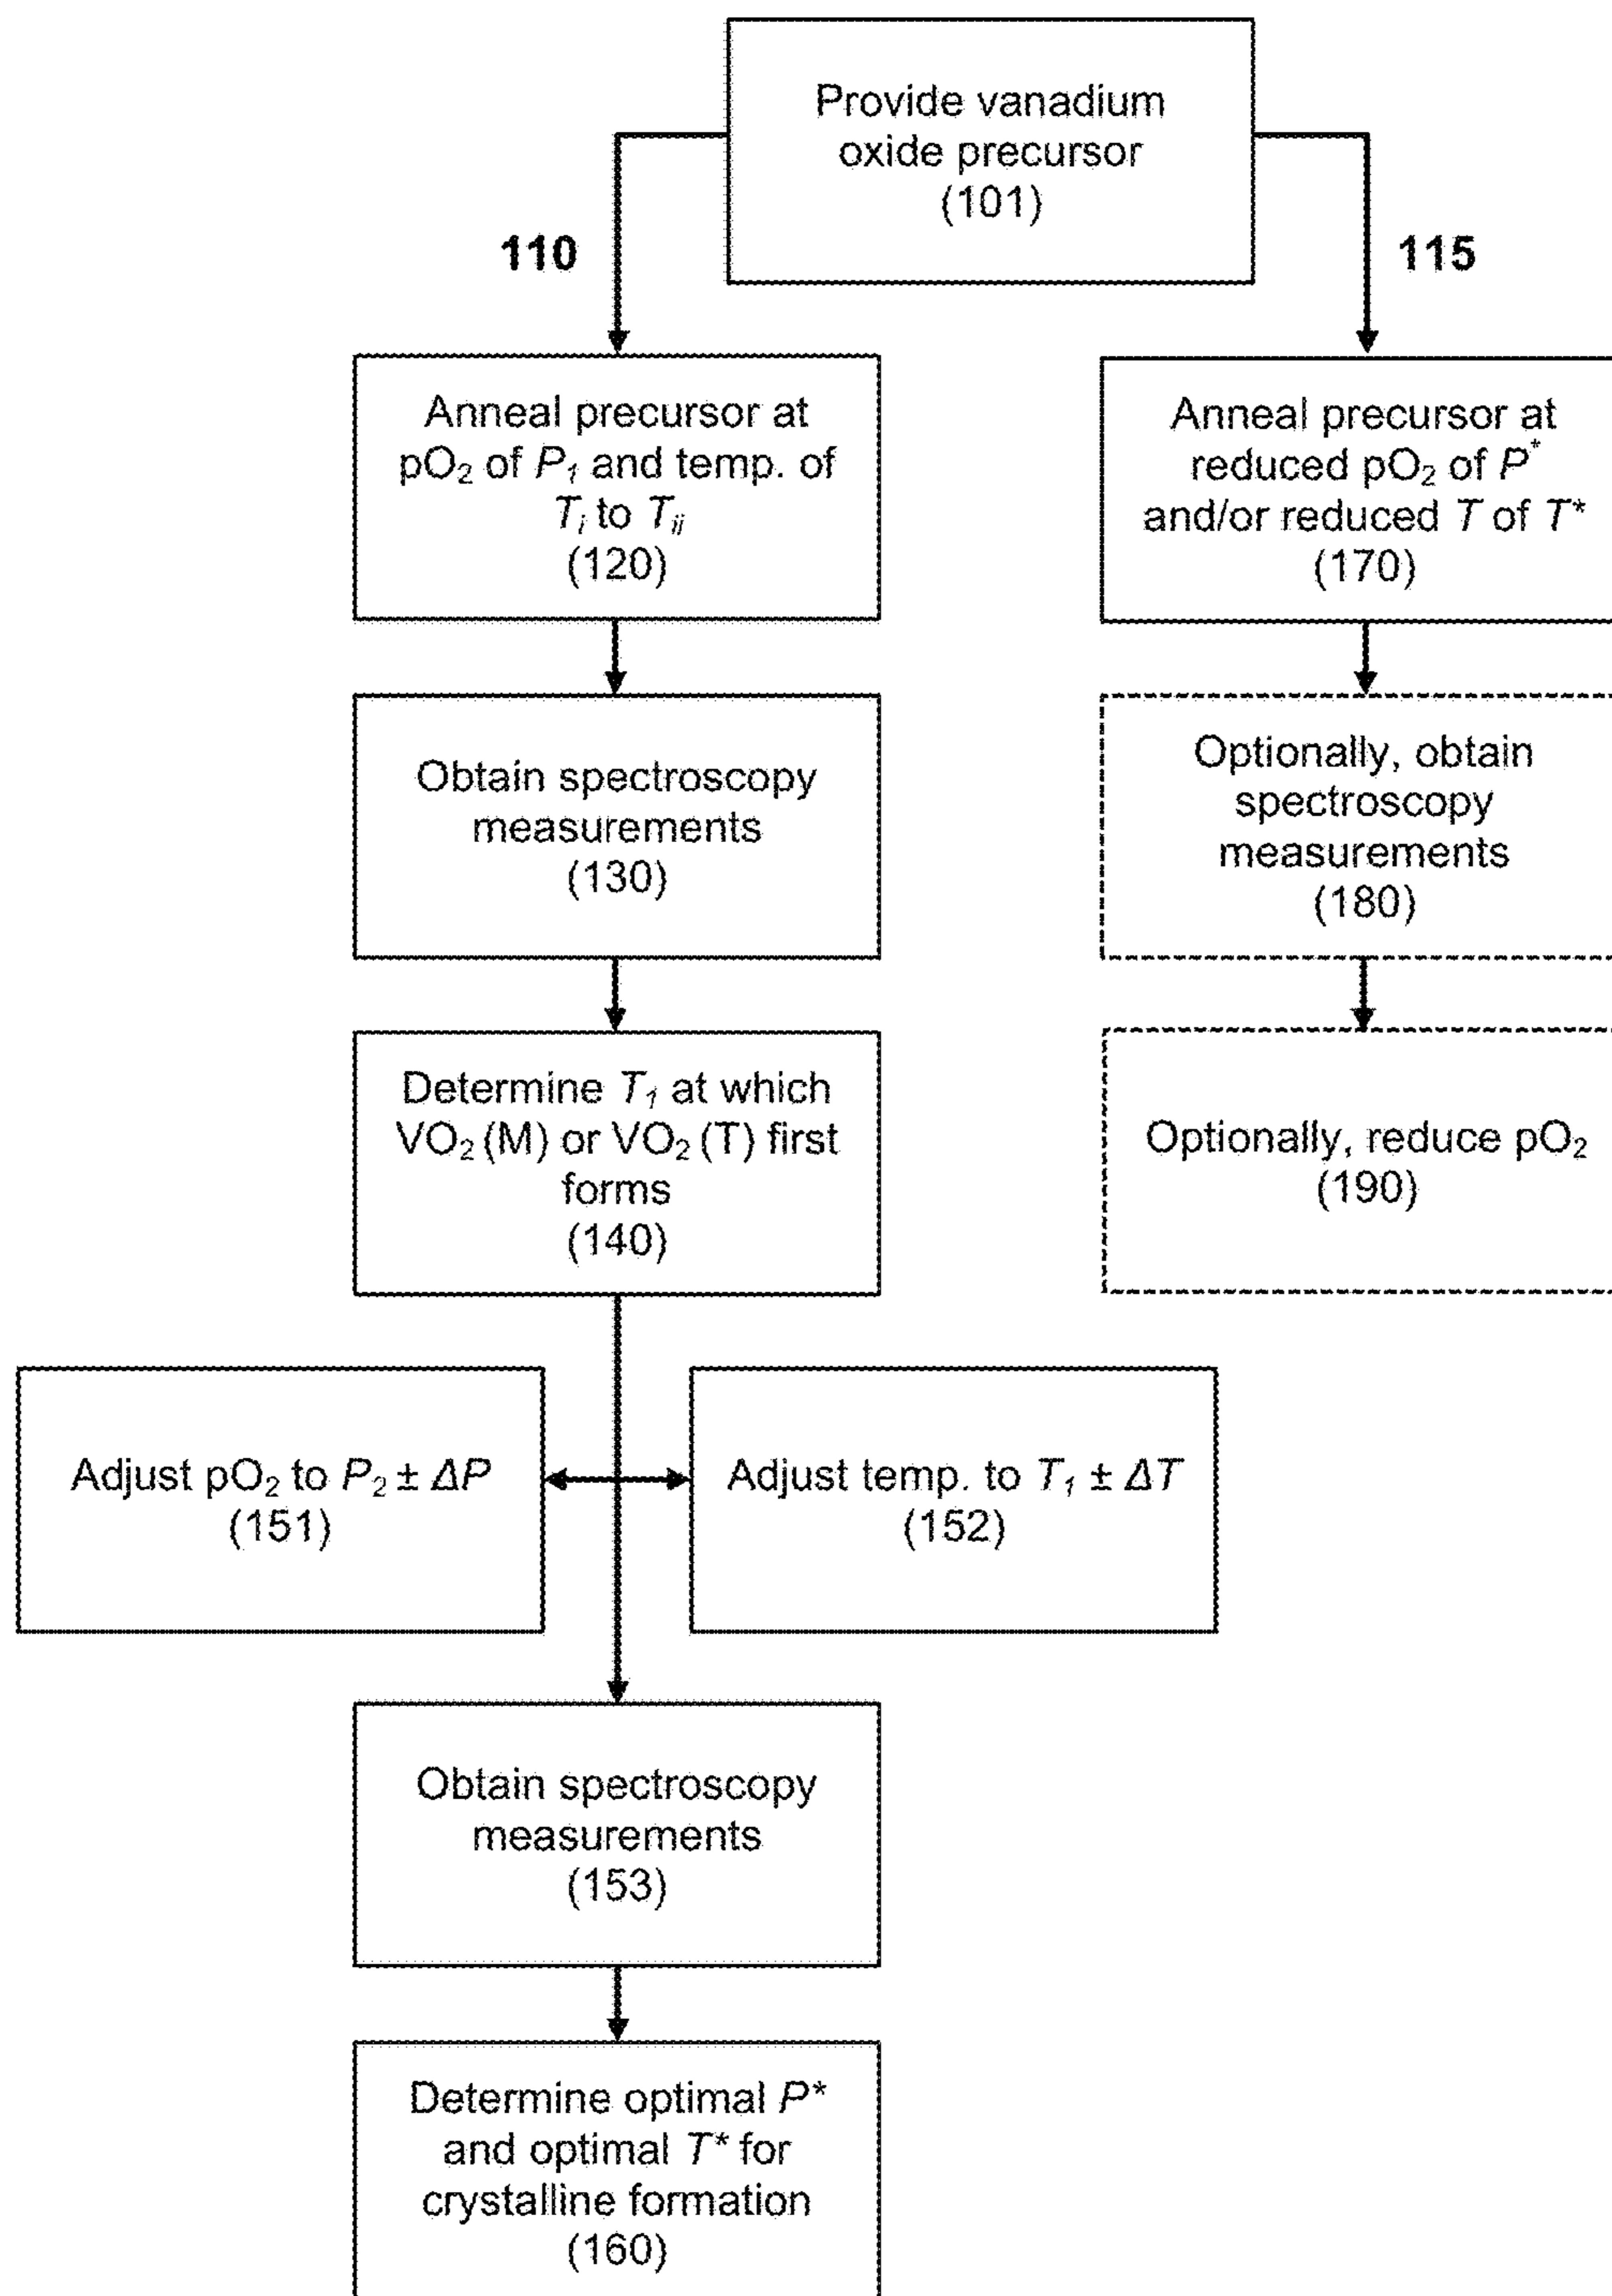 Provide vanadium
oxide precursor
(101)
110
115
Anneal precursor at
pO₂ of P₁ and temp. of
Tᵢ to Tᵢᵢ
(120)
Anneal precursor at
reduced pO₂ of P*
and/or reduced T of T*
(170)
Obtain spectroscopy
measurements
(130)
Optionally, obtain
spectroscopy
measurements
(180)
Determine T₁ at which
VO₂ (M) or VO₂ (T) first
forms
(140)
Optionally, reduce pO₂
(190)
Adjust pO₂ to P₂ ± ΔP
(151)
Adjust temp. to T₁ ± ΔT
(152)
Obtain spectroscopy
measurements
(153)
Determine optimal P*
and optimal T* for
crystalline formation
(160)